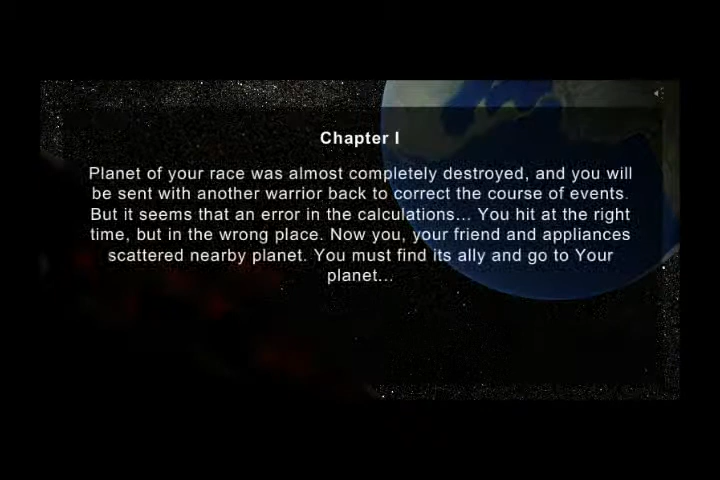 Chapter I
Planet of your race was almost completely destroyed, and you will
be sent with another warrior back to correct the course of events.
But it seems that an error in the calculations... You hit at the right
time, but in the wrong place. Now you, your friend and appliances
scattered nearby planet. You must find its ally and go to Your
planet...